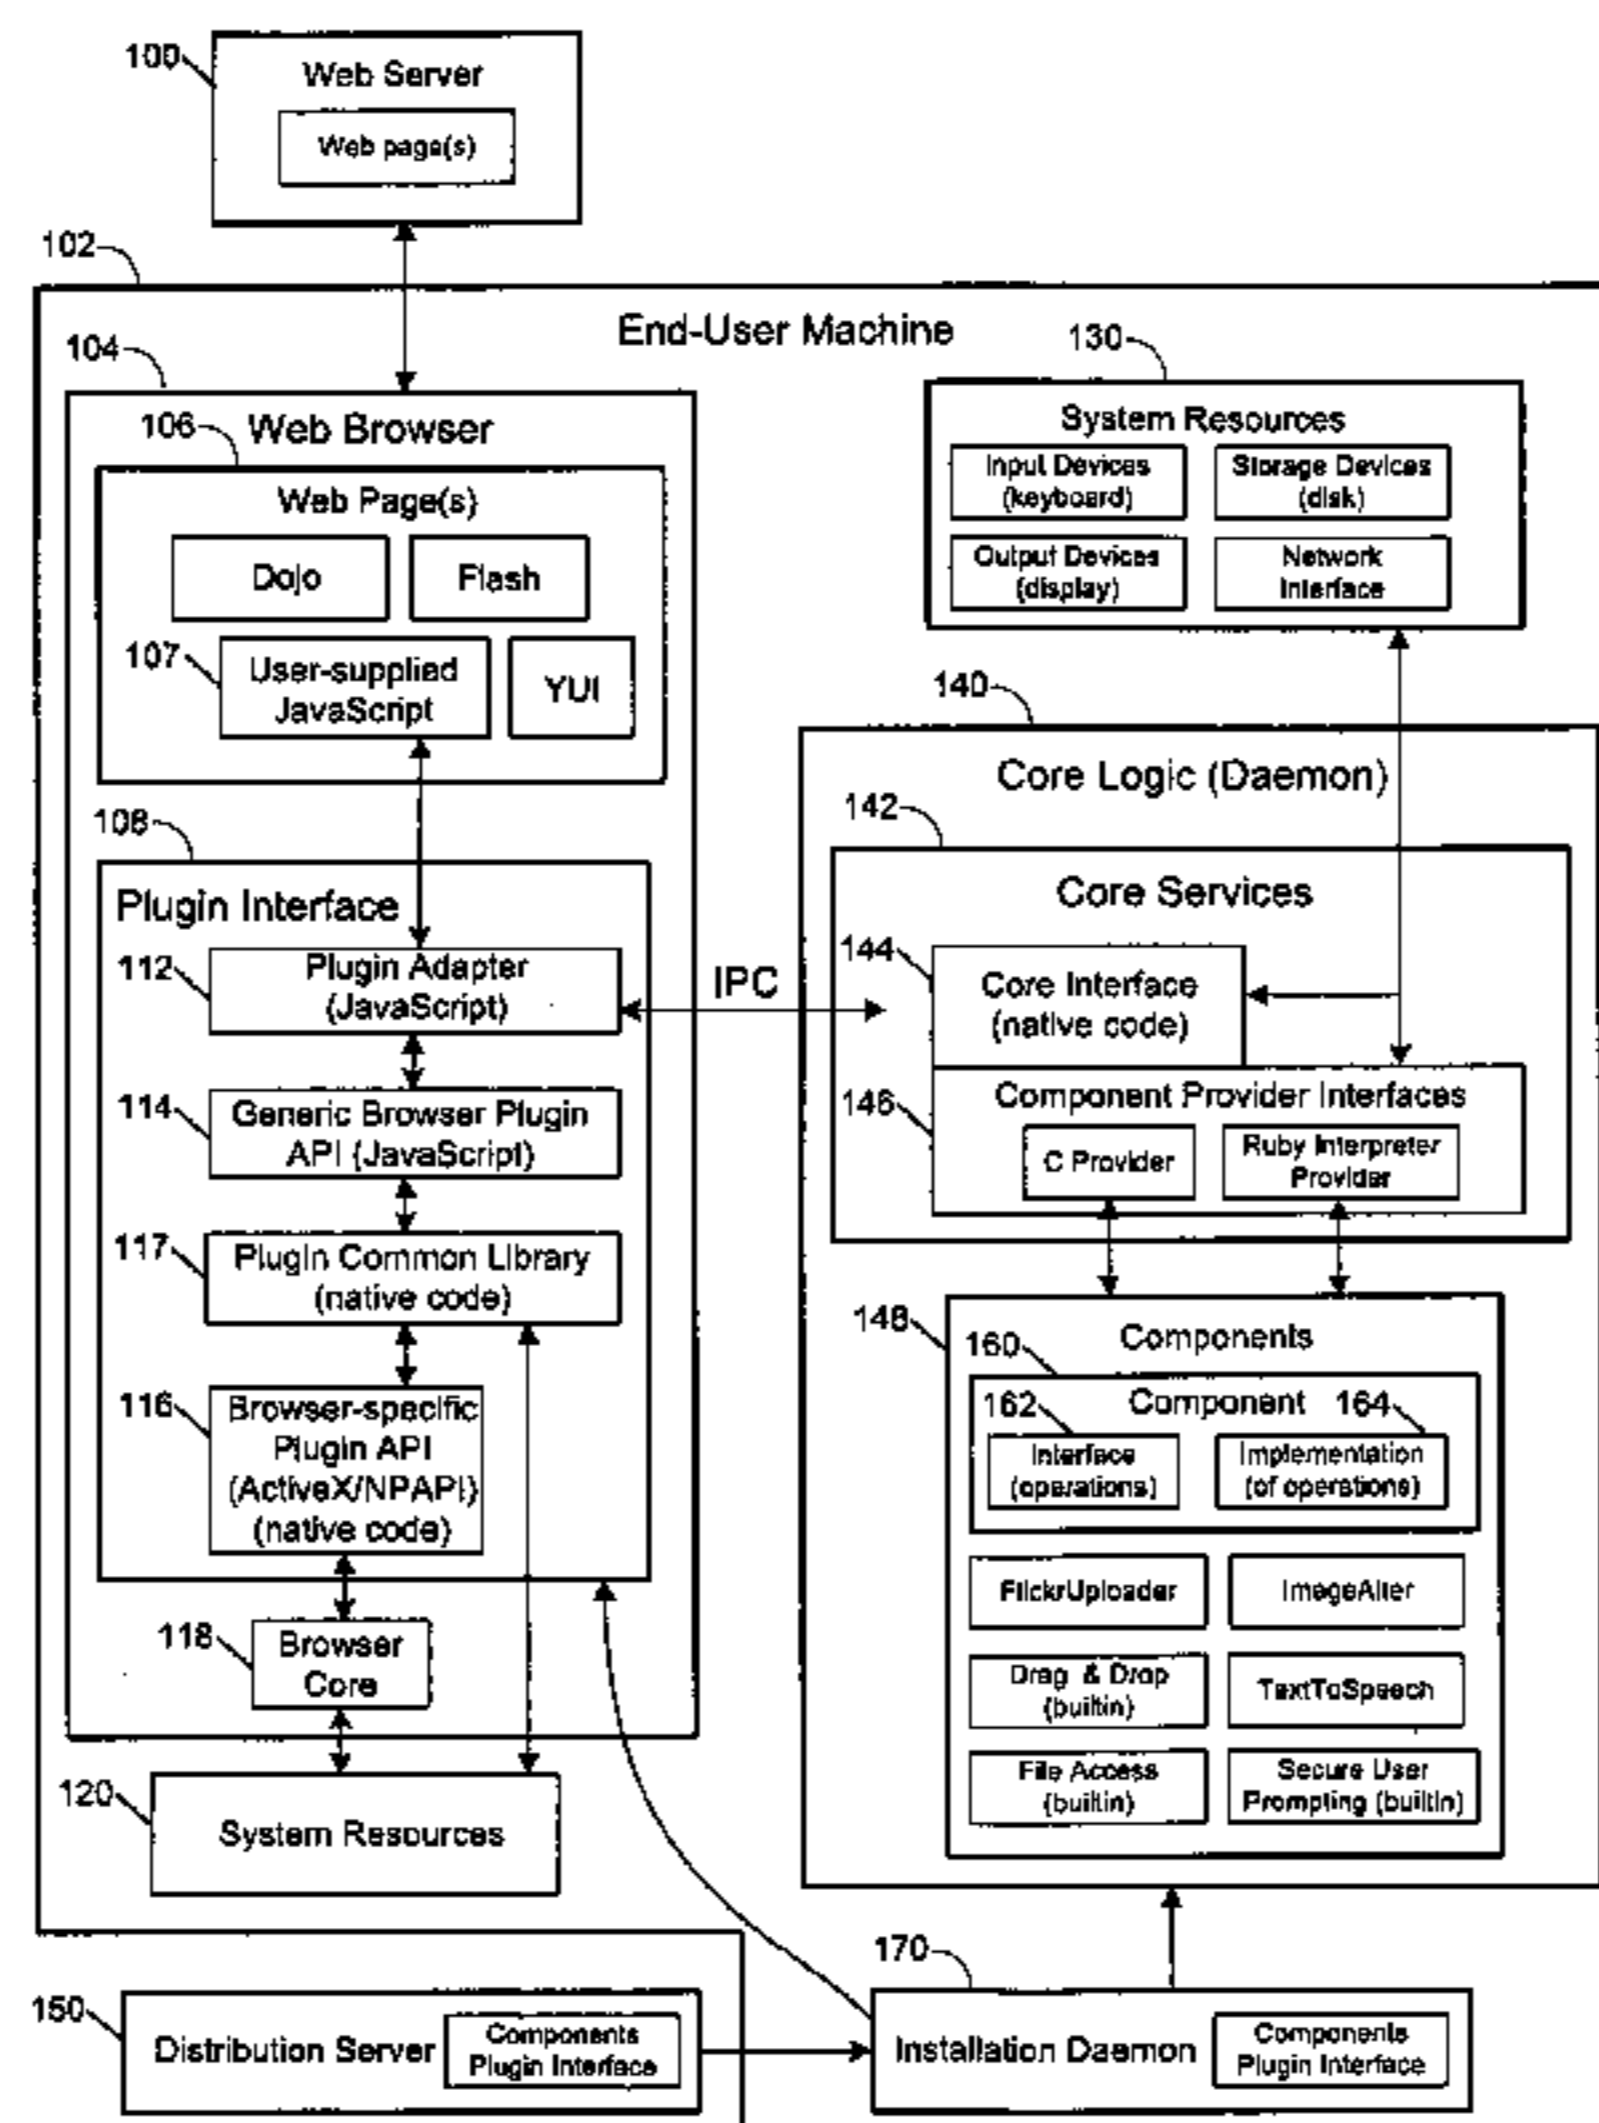 100
Web Server
Web page(s)
102
End-User Machine
104
Web Browser
106
Web Page(s)
Dojo
Flash
107
User-supplied
JavaScript
YUI
108
Plugin Interface
112
Plugin Adapter
(JavaScript)
IPC
114
Generic Browser Plugin
API (JavaScript)
117
Plugin Common Library
(native code)
116
Browser-specific
Plugin API
(ActiveX/NPAPI)
(native code)
118
Browser
Core
120
System Resources
130
System Resources
Input Devices
(keyboard)
Storage Devices
(disk)
Output Devices
(display)
Network
Interface
140
Core Logic (Daemon)
142
Core Services
144
Core Interface
(native code)
146
Component Provider Interfaces
C Provider
Ruby Interpreter
Provider
148
Components
160
Component
162
Interface
(operations)
164
Implementation
(of operations)
FlickrUploader
ImageAlter
Drag & Drop
(builtin)
TextToSpeech
File Access
(builtin)
Secure User
Prompting (builtin)
150
Distribution Server
Components
Plugin Interface
170
Installation Daemon
Components
Plugin Interface